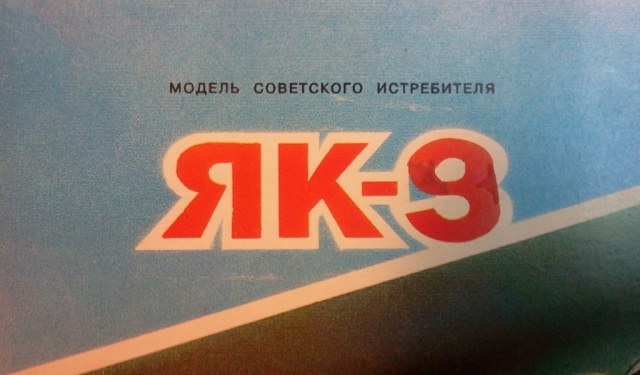 МОДЕЛЬ СОВЕТСКОГО ИСТРЕБИТЕЛЯ
ЯК-9